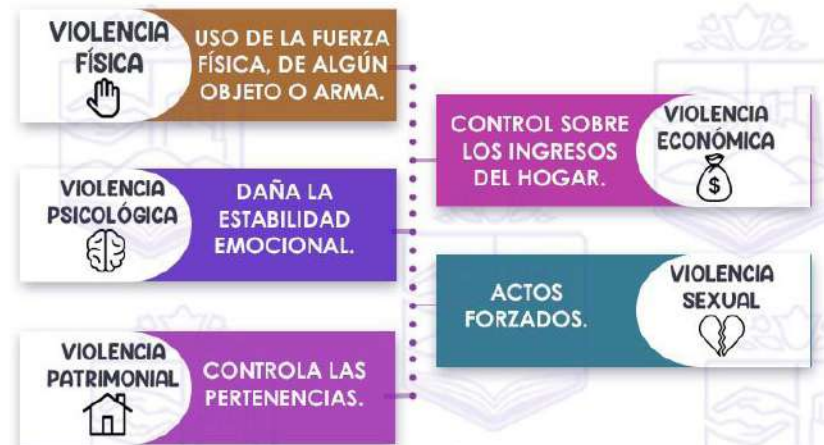 VIOLENCIA
FÍSICA
USO DE LA FUERZA
FÍSICA, DE ALGÚN
OBJETO O ARMA.
CONTROL SOBRE
LOS INGRESOS
DEL HOGAR.
VIOLENCIA
ECONÓMICA
$
VIOLENCIA
PSICOLÓGICA
DAÑA LA
ESTABILIDAD
EMOCIONAL.
ACTOS
FORZADOS.
VIOLENCIA
SEXUAL
VIOLENCIA
PATRIMONIAL
CONTROLA LAS
PERTENENCIAS.